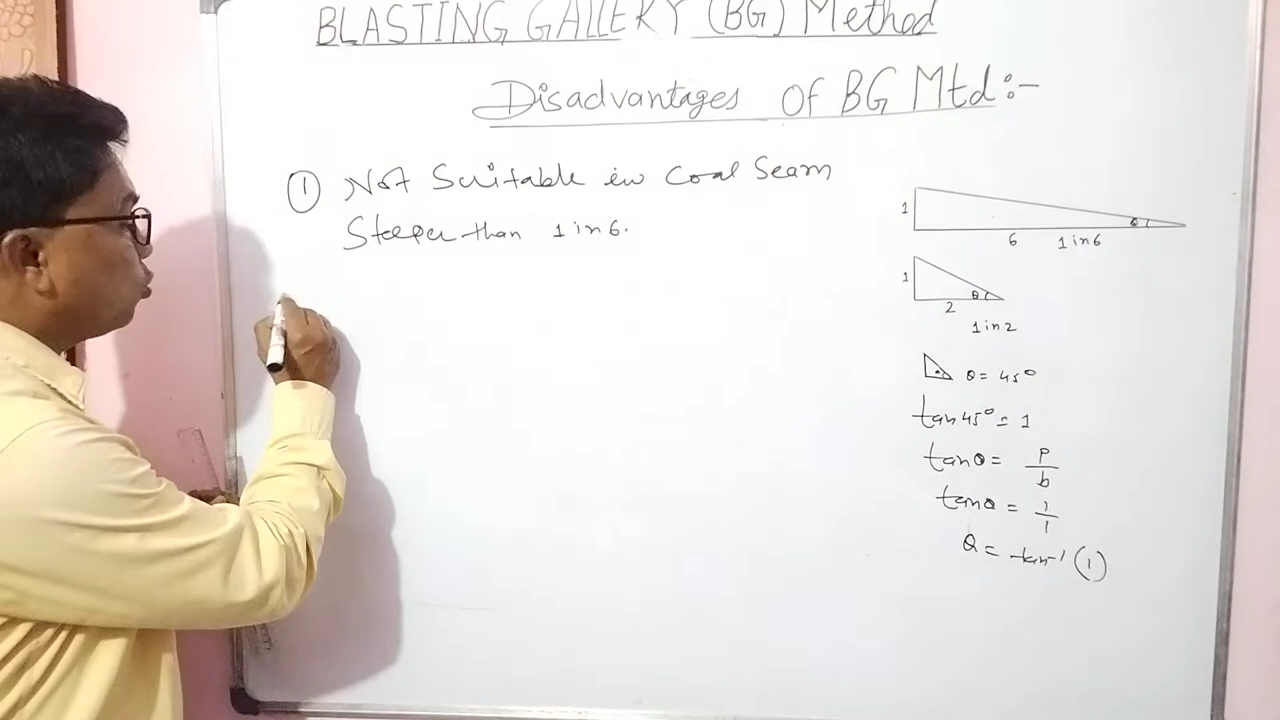 BLASTING GALLERY (BG) Method
Disadvantages Of BG Mtd:-
① Not Suitable in Coal Seam
Steeper than 1 in 6.
1
6
1 in 6
θ
1
2
θ
1 in 2
θ = 45°
tan 45° = 1
tan θ = P/b
tan θ = 1/1
θ = tan⁻¹ (1)